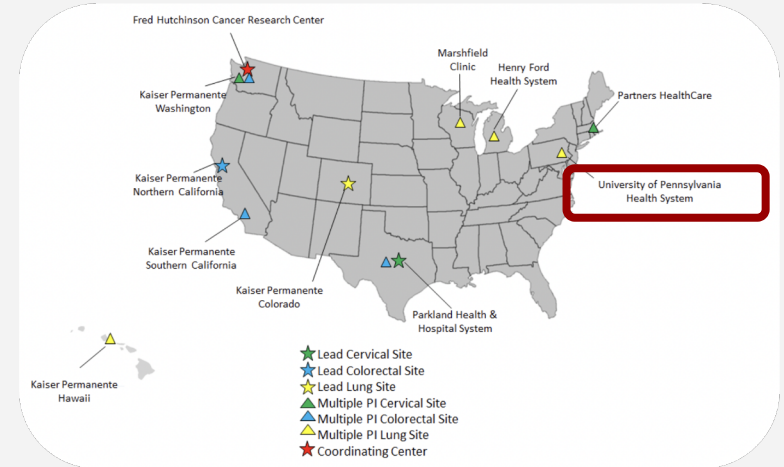 Fred Hutchinson Cancer Research Center
Marshfield
Clinic
Henry Ford
Health System
Kaiser Permanente
Washington
Partners HealthCare
Kaiser Permanente
Northern California
University of Pennsylvania
Health System
Kaiser Permanente
Southern California
Kaiser Permanente
Colorado
Parkland Health &
Hospital System
Kaiser Permanente
Hawaii
Lead Cervical Site
Lead Colorectal Site
Lead Lung Site
Multiple PI Cervical Site
Multiple PI Colorectal Site
Multiple PI Lung Site
Coordinating Center